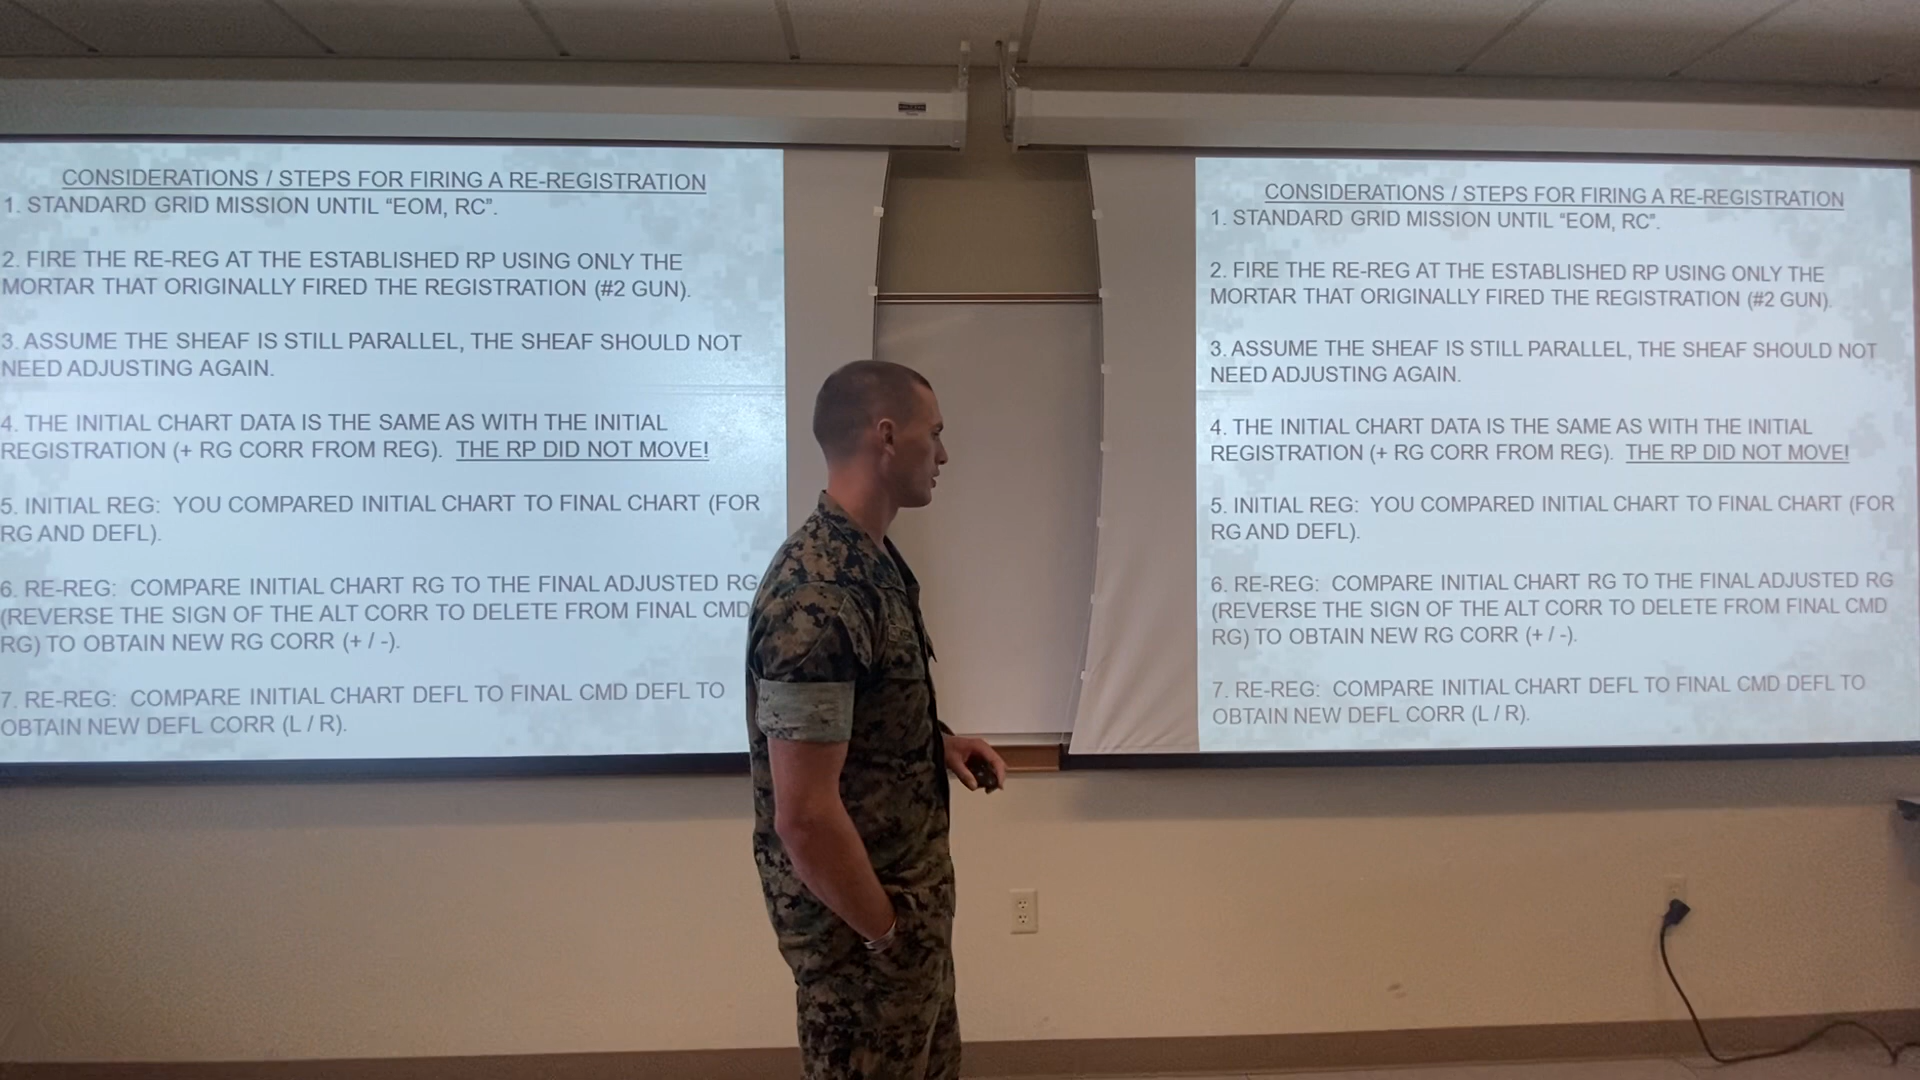 CONSIDERATIONS / STEPS FOR FIRING A RE-REGISTRATION
1. STANDARD GRID MISSION UNTIL “EOM, RC”.
2. FIRE THE RE-REG AT THE ESTABLISHED RP USING ONLY THE
MORTAR THAT ORIGINALLY FIRED THE REGISTRATION (#2 GUN).
3. ASSUME THE SHEAF IS STILL PARALLEL, THE SHEAF SHOULD NOT
NEED ADJUSTING AGAIN.
4. THE INITIAL CHART DATA IS THE SAME AS WITH THE INITIAL
REGISTRATION (+ RG CORR FROM REG). THE RP DID NOT MOVE!
5. INITIAL REG: YOU COMPARED INITIAL CHART TO FINAL CHART (FOR
RG AND DEFL).
6. RE-REG: COMPARE INITIAL CHART RG TO THE FINAL ADJUSTED RG
(REVERSE THE SIGN OF THE ALT CORR TO DELETE FROM FINAL CMD
RG) TO OBTAIN NEW RG CORR (+ / -).
7. RE-REG: COMPARE INITIAL CHART DEFL TO FINAL CMD DEFL TO
OBTAIN NEW DEFL CORR (L / R).
CONSIDERATIONS / STEPS FOR FIRING A RE-REGISTRATION
1. STANDARD GRID MISSION UNTIL “EOM, RC”.
2. FIRE THE RE-REG AT THE ESTABLISHED RP USING ONLY THE
MORTAR THAT ORIGINALLY FIRED THE REGISTRATION (#2 GUN).
3. ASSUME THE SHEAF IS STILL PARALLEL, THE SHEAF SHOULD NOT
NEED ADJUSTING AGAIN.
4. THE INITIAL CHART DATA IS THE SAME AS WITH THE INITIAL
REGISTRATION (+ RG CORR FROM REG). THE RP DID NOT MOVE!
5. INITIAL REG: YOU COMPARED INITIAL CHART TO FINAL CHART (FOR
RG AND DEFL).
6. RE-REG: COMPARE INITIAL CHART RG TO THE FINAL ADJUSTED RG
(REVERSE THE SIGN OF THE ALT CORR TO DELETE FROM FINAL CMD
RG) TO OBTAIN NEW RG CORR (+ / -).
7. RE-REG: COMPARE INITIAL CHART DEFL TO FINAL CMD DEFL TO
OBTAIN NEW DEFL CORR (L / R).